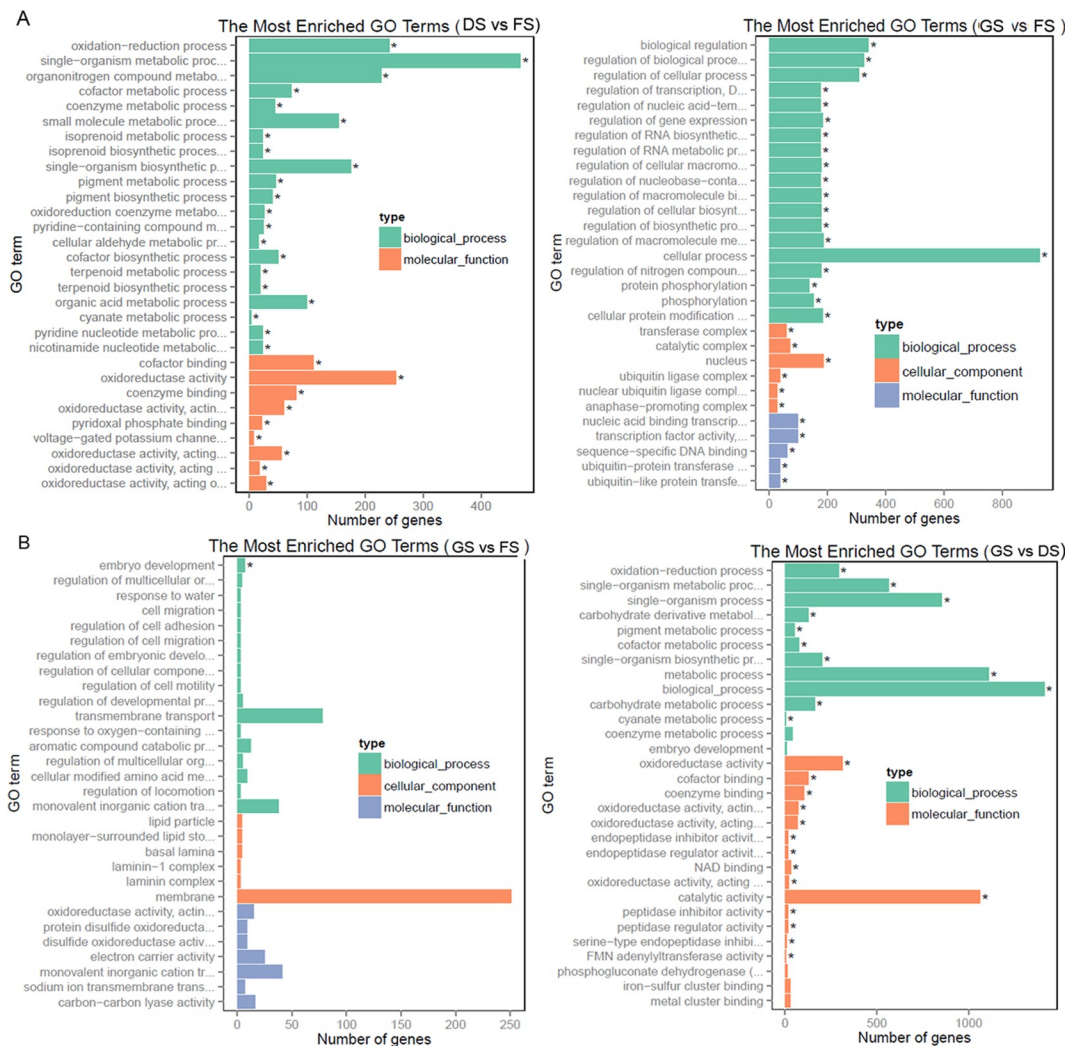 A
The Most Enriched GO Terms (DS vs FS)
GO term
oxidation−reduction process
single−organism metabolic proc...
organonitrogen compound metabo...
cofactor metabolic process
coenzyme metabolic process
small molecule metabolic proce...
isoprenoid metabolic process
isoprenoid biosynthetic proces...
single−organism biosynthetic p...
pigment metabolic process
pigment biosynthetic process
oxidoreduction coenzyme metabo...
pyridine−containing compound m...
cellular aldehyde metabolic pr...
cofactor biosynthetic process
terpenoid metabolic process
terpenoid biosynthetic process
organic acid metabolic process
cyanate metabolic process
pyridine nucleotide metabolic pro...
nicotinamide nucleotide metabolic...
cofactor binding
oxidoreductase activity
coenzyme binding
oxidoreductase activity, actin...
pyridoxal phosphate binding
voltage−gated potassium channe...
oxidoreductase activity, acting...
oxidoreductase activity, acting ...
oxidoreductase activity, acting o...
type
biological_process
molecular_function
0 100 200 300 400
Number of genes
The Most Enriched GO Terms (GS vs FS)
GO term
biological regulation
regulation of biological proce...
regulation of cellular process
regulation of transcription, D...
regulation of nucleic acid−tem...
regulation of gene expression
regulation of RNA biosynthetic...
regulation of RNA metabolic pr...
regulation of cellular macromo...
regulation of nucleobase−conta...
regulation of macromolecule bi...
regulation of cellular biosynt...
regulation of biosynthetic pro...
regulation of macromolecule me...
cellular process
regulation of nitrogen compoun...
protein phosphorylation
phosphorylation
cellular protein modification ...
transferase complex
catalytic complex
nucleus
ubiquitin ligase complex
nuclear ubiquitin ligase compl...
anaphase−promoting complex
nucleic acid binding transcrip...
transcription factor activity,...
sequence−specific DNA binding
ubiquitin−protein transferase ...
ubiquitin−like protein transfe...
type
biological_process
cellular_component
molecular_function
0 200 400 600 800
Number of genes
B
The Most Enriched GO Terms (GS vs FS)
GO term
embryo development
regulation of multicellular or...
response to water
cell migration
regulation of cell adhesion
regulation of cell migration
regulation of embryonic develo...
regulation of cellular compone...
regulation of cell motility
regulation of developmental pr...
transmembrane transport
response to oxygen−containing ...
aromatic compound catabolic pr...
regulation of multicellular org...
cellular modified amino acid me...
regulation of locomotion
monovalent inorganic cation tra...
lipid particle
monolayer−surrounded lipid sto...
basal lamina
laminin−1 complex
laminin complex
membrane
oxidoreductase activity, actin...
protein disulfide oxidoreducta...
disulfide oxidoreductase activ...
electron carrier activity
monovalent inorganic cation tr...
sodium ion transmembrane trans...
carbon−carbon lyase activity
type
biological_process
cellular_component
molecular_function
0 50 100 150 200 250
Number of genes
The Most Enriched GO Terms (GS vs DS)
GO term
oxidation−reduction process
single−organism metabolic proc...
single−organism process
carbohydrate derivative metabol...
pigment metabolic process
cofactor metabolic process
single−organism biosynthetic pr...
metabolic process
biological_process
carbohydrate metabolic process
cyanate metabolic process
coenzyme metabolic process
embryo development
oxidoreductase activity
cofactor binding
coenzyme binding
oxidoreductase activity, actin...
oxidoreductase activity, acting...
endopeptidase inhibitor activit...
endopeptidase regulator activit...
NAD binding
oxidoreductase activity, acting ...
catalytic activity
peptidase inhibitor activity
peptidase regulator activity
serine−type endopeptidase inhibi...
FMN adenylyltransferase activity
phosphogluconate dehydrogenase (...
iron−sulfur cluster binding
metal cluster binding
type
biological_process
molecular_function
0 500 1000
Number of genes